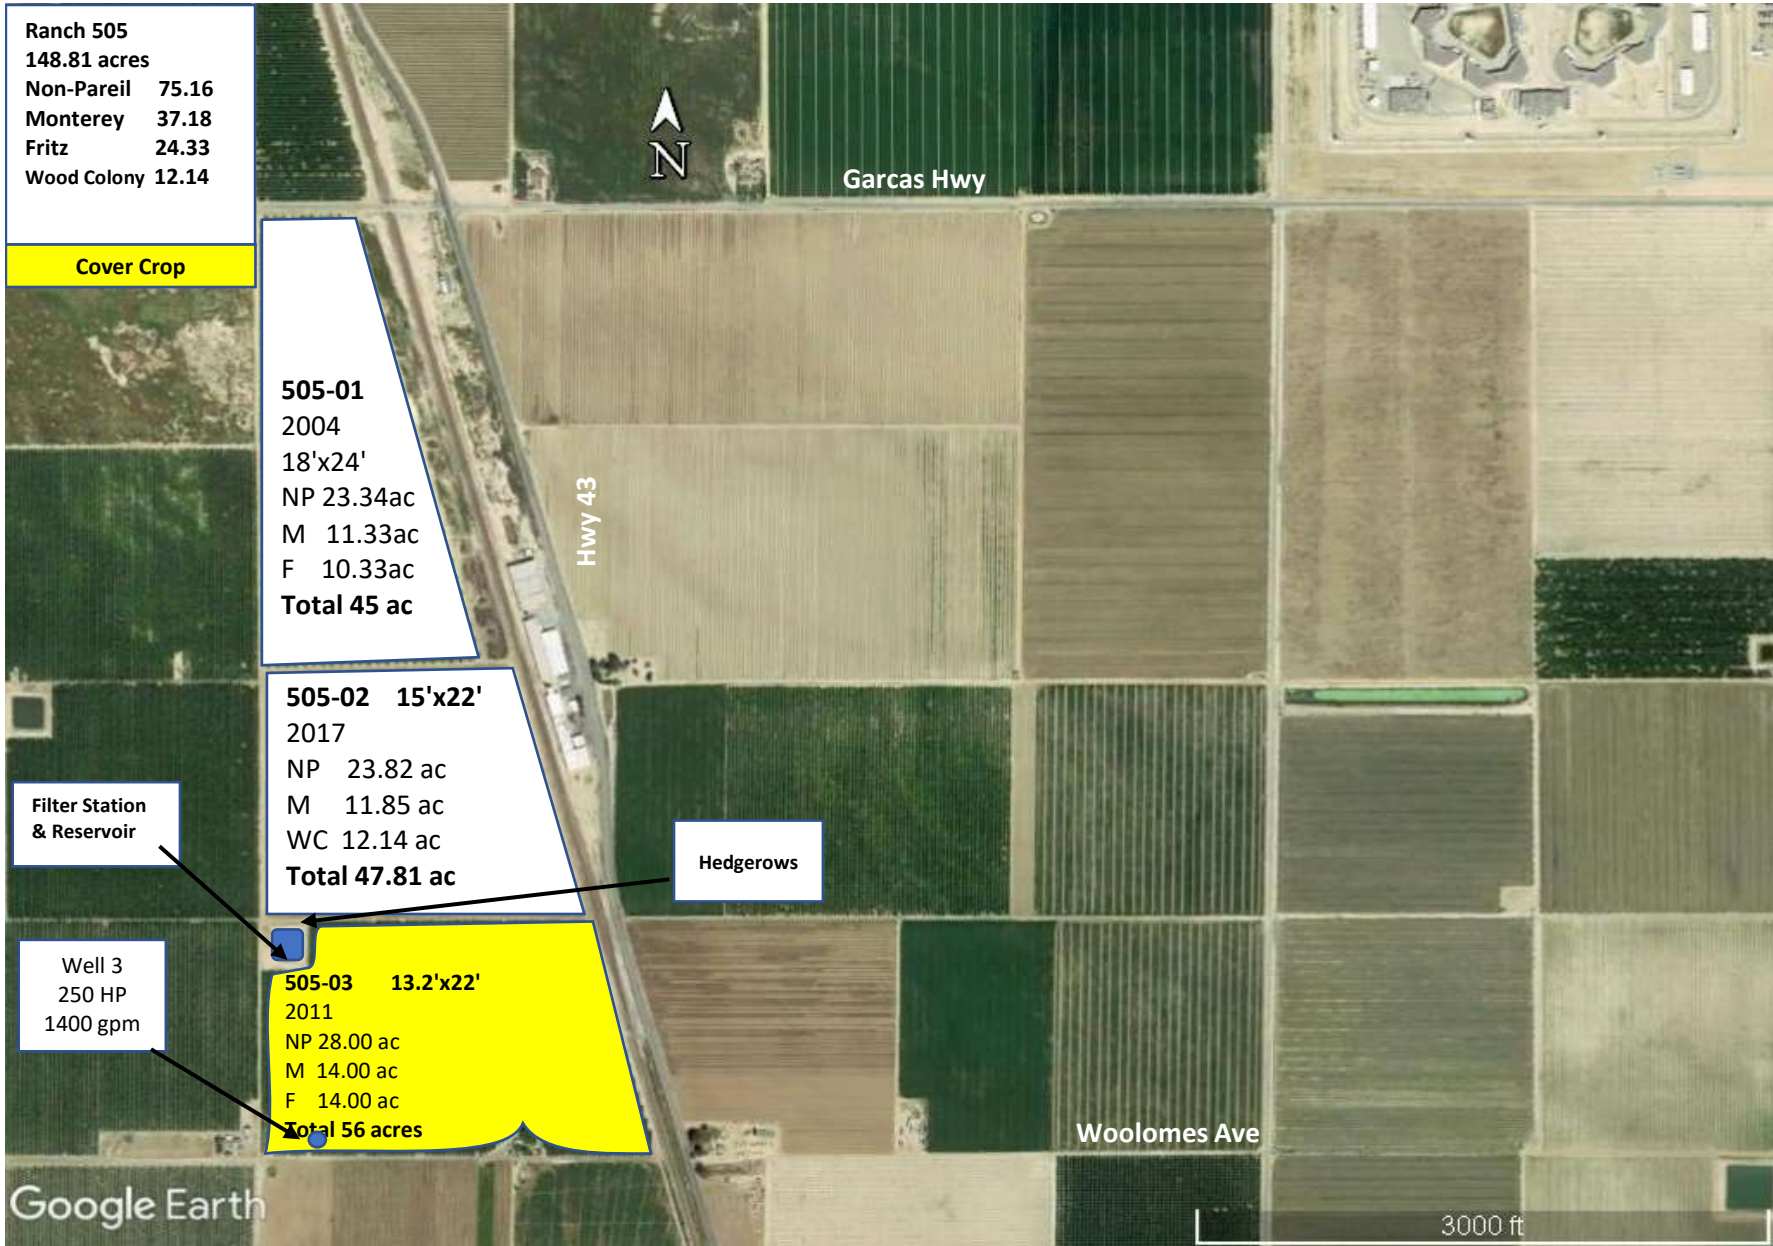 Ranch 505
148.81 acres
Non-Pareil 75.16
Monterey 37.18
Fritz 24.33
Wood Colony 12.14
Cover Crop
N
Garcas Hwy
505-01
2004
18'x24'
NP 23.34ac
M 11.33ac
F 10.33ac
Total 45 ac
Hwy 43
505-02 15'x22'
2017
NP 23.82 ac
M 11.85 ac
WC 12.14 ac
Total 47.81 ac
Filter Station
& Reservoir
Hedgerows
Well 3
250 HP
1400 gpm
505-03 13.2'x22'
2011
NP 28.00 ac
M 14.00 ac
F 14.00 ac
Total 56 acres
Woolomes Ave
Google Earth
3000 ft